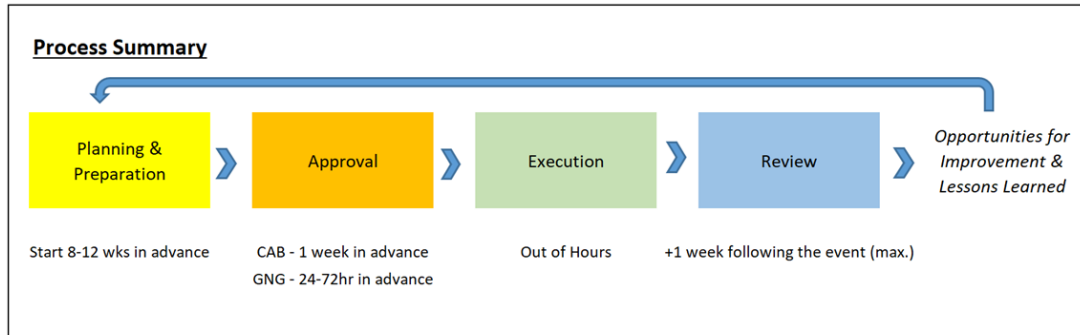 Process Summary
Planning &
Preparation
Approval
Execution
Review
Opportunities for
Improvement &
Lessons Learned
Start 8-12 wks in advance
CAB - 1 week in advance
GNG - 24-72hr in advance
Out of Hours
+1 week following the event (max.)